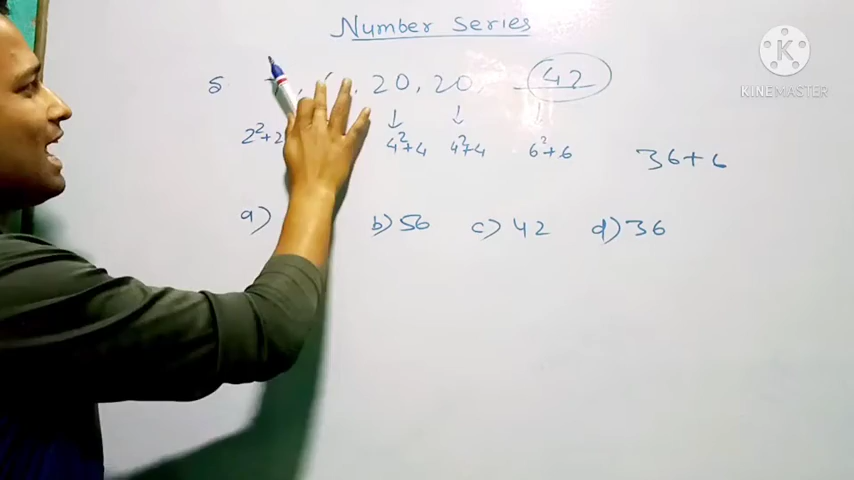 Number Series
5 , 20, 20, 42
2²+2 4²+4 4²+4 6²+6 36+6
a) b) 56 c) 42 d) 36
K
KINEMASTER